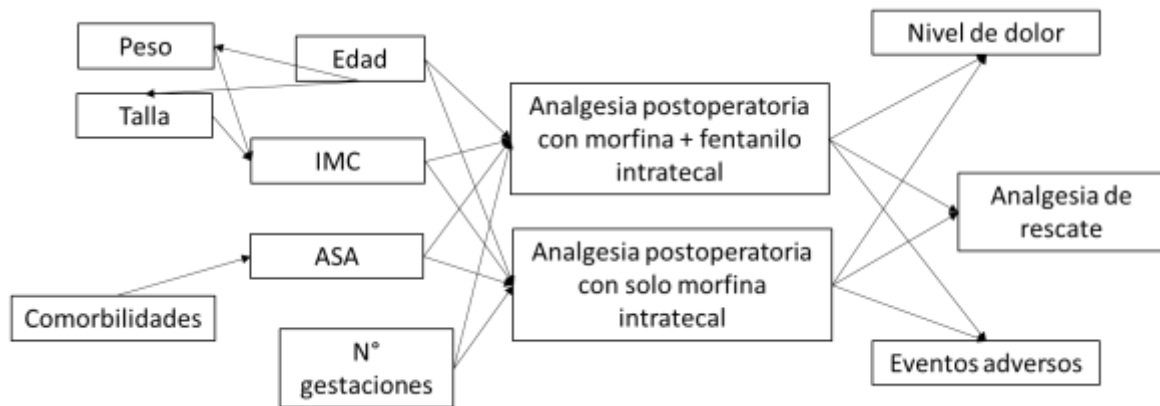 Peso
Edad
Nivel de dolor
Talla
Analgesia postoperatoria
con morfina + fentanilo
intratecal
IMC
Analgesia de
rescate
ASA
Analgesia postoperatoria
con solo morfina
intratecal
Comorbilidades
N°
gestaciones
Eventos adversos